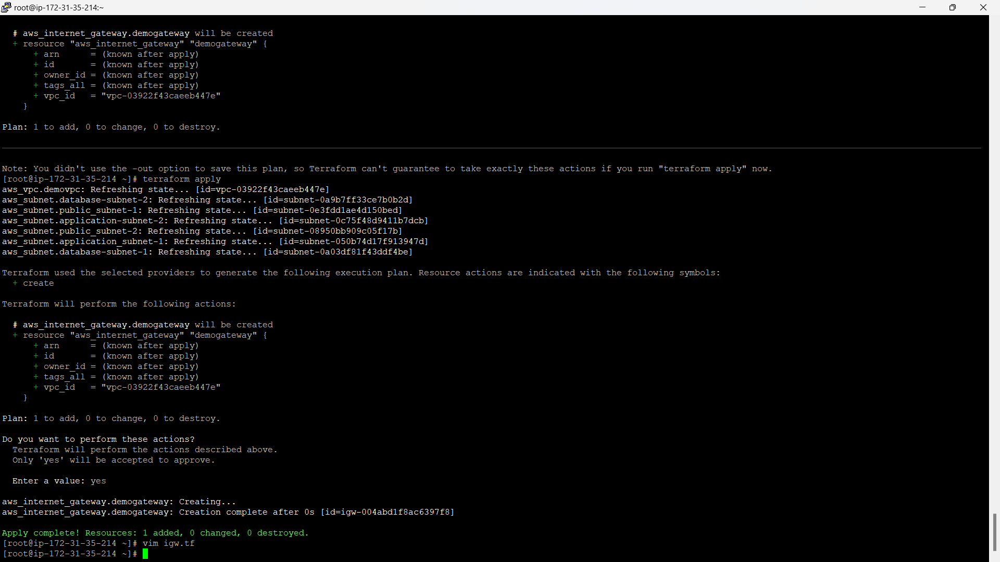 root@ip-172-31-35-214:~
# aws_internet_gateway.demogateway will be created
+ resource "aws_internet_gateway" "demogateway" {
+ arn      = (known after apply)
+ id       = (known after apply)
+ owner_id = (known after apply)
+ tags_all = (known after apply)
+ vpc_id   = "vpc-03922f43caeeb447e"
}
Plan: 1 to add, 0 to change, 0 to destroy.
Note: You didn't use the -out option to save this plan, so Terraform can't guarantee to take exactly these actions if you run "terraform apply" now.
[root@ip-172-31-35-214 ~]# terraform apply
aws_vpc.demovpc: Refreshing state... [id=vpc-03922f43caeeb447e]
aws_subnet.database-subnet-2: Refreshing state... [id=subnet-0a9b7ff33ce7b0b2d]
aws_subnet.public_subnet-1: Refreshing state... [id=subnet-0e3fdd1ae4d150bed]
aws_subnet.application-subnet-2: Refreshing state... [id=subnet-0c75f48d9411b7dcb]
aws_subnet.public_subnet-2: Refreshing state... [id=subnet-08950bb909c05f17b]
aws_subnet.application_subnet-1: Refreshing state... [id=subnet-050b74d17f913947d]
aws_subnet.database-subnet-1: Refreshing state... [id=subnet-0a03df81f43ddf4be]
Terraform used the selected providers to generate the following execution plan. Resource actions are indicated with the following symbols:
+ create
Terraform will perform the following actions:
# aws_internet_gateway.demogateway will be created
+ resource "aws_internet_gateway" "demogateway" {
+ arn      = (known after apply)
+ id       = (known after apply)
+ owner_id = (known after apply)
+ tags_all = (known after apply)
+ vpc_id   = "vpc-03922f43caeeb447e"
}
Plan: 1 to add, 0 to change, 0 to destroy.
Do you want to perform these actions?
Terraform will perform the actions described above.
Only 'yes' will be accepted to approve.
Enter a value: yes
aws_internet_gateway.demogateway: Creating...
aws_internet_gateway.demogateway: Creation complete after 0s [id=igw-004abd1f8ac6397f8]
Apply complete! Resources: 1 added, 0 changed, 0 destroyed.
[root@ip-172-31-35-214 ~]# vim igw.tf
[root@ip-172-31-35-214 ~]#